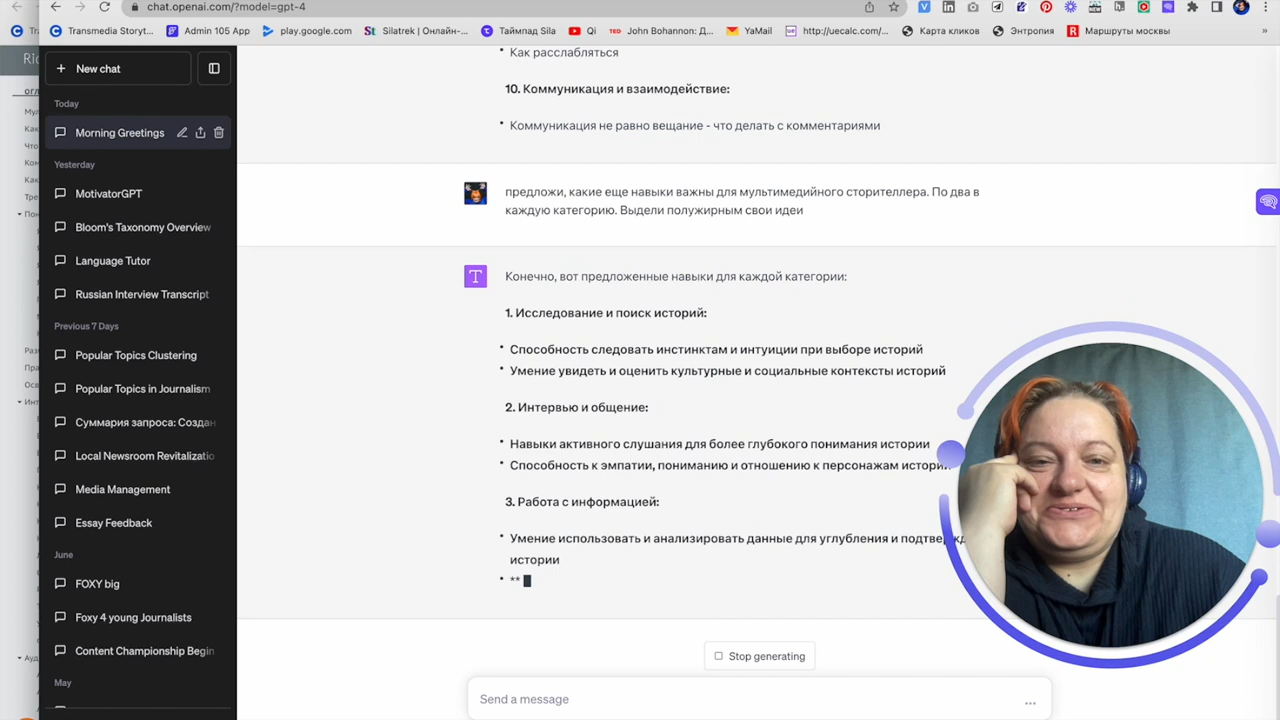 chat.openai.com/?model=gpt-4
Transmedia Storyt...
Admin 105 App
play.google.com
Silatrek | Онлайн-...
Таймпад Sila
Qi
TED
John Bohannon: Д...
YaMail
http://uecalc.com/...
Карта кликов
Энтропия
Маршруты москвы
»
+ New chat
Today
Morning Greetings
Yesterday
MotivatorGPT
Bloom's Taxonomy Overview
Language Tutor
Russian Interview Transcript
Previous 7 Days
Popular Topics Clustering
Popular Topics in Journalism
Суммария запроса: Создан
Local Newsroom Revitalizatio
Media Management
Essay Feedback
June
FOXY big
Foxy 4 young Journalists
Content Championship Begin
May
• Как расслабляться
10. Коммуникация и взаимодействие:
• Коммуникация не равно вещание - что делать с комментариями
предложи, какие еще навыки важны для мультимедийного сторителлера. По два в
каждую категорию. Выдели полужирным свои идеи
T
Конечно, вот предложенные навыки для каждой категории:
1. Исследование и поиск историй:
• Способность следовать инстинктам и интуиции при выборе историй
• Умение увидеть и оценить культурные и социальные контексты историй
2. Интервью и общение:
• Навыки активного слушания для более глубокого понимания истории
• Способность к эмпатии, пониманию и отношению к персонажам истории
3. Работа с информацией:
• Умение использовать и анализировать данные для углубления и подтвержд
истории
• **
Stop generating
Send a message
...